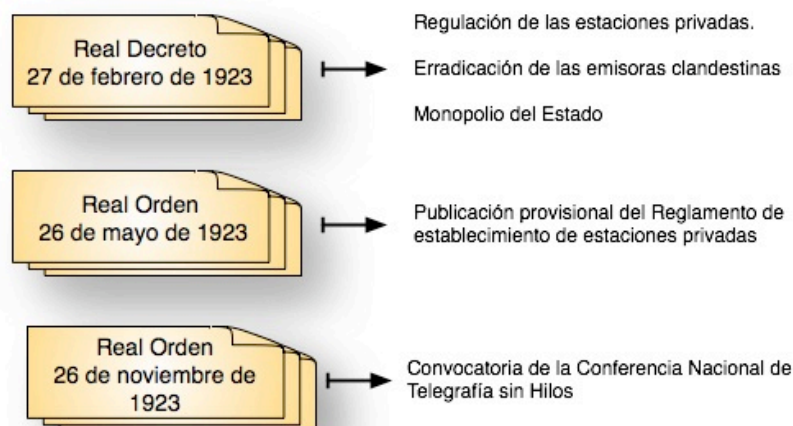 Real Decreto
27 de febrero de 1923
Regulación de las estaciones privadas.
Erradicación de las emisoras clandestinas
Monopolio del Estado
Real Orden
26 de mayo de 1923
Publicación provisional del Reglamento de
establecimiento de estaciones privadas
Real Orden
26 de noviembre de
1923
Convocatoria de la Conferencia Nacional de
Telegrafía sin Hilos